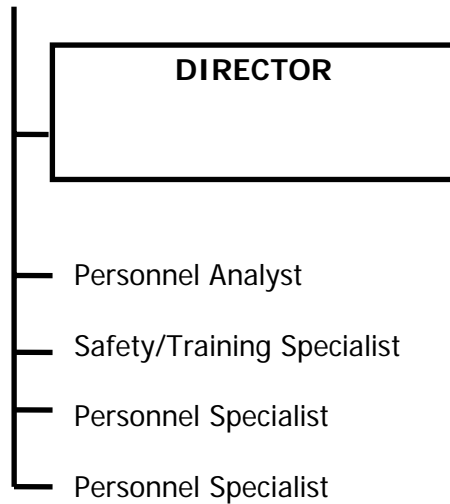 DIRECTOR
Personnel Analyst
Safety/Training Specialist
Personnel Specialist
Personnel Specialist